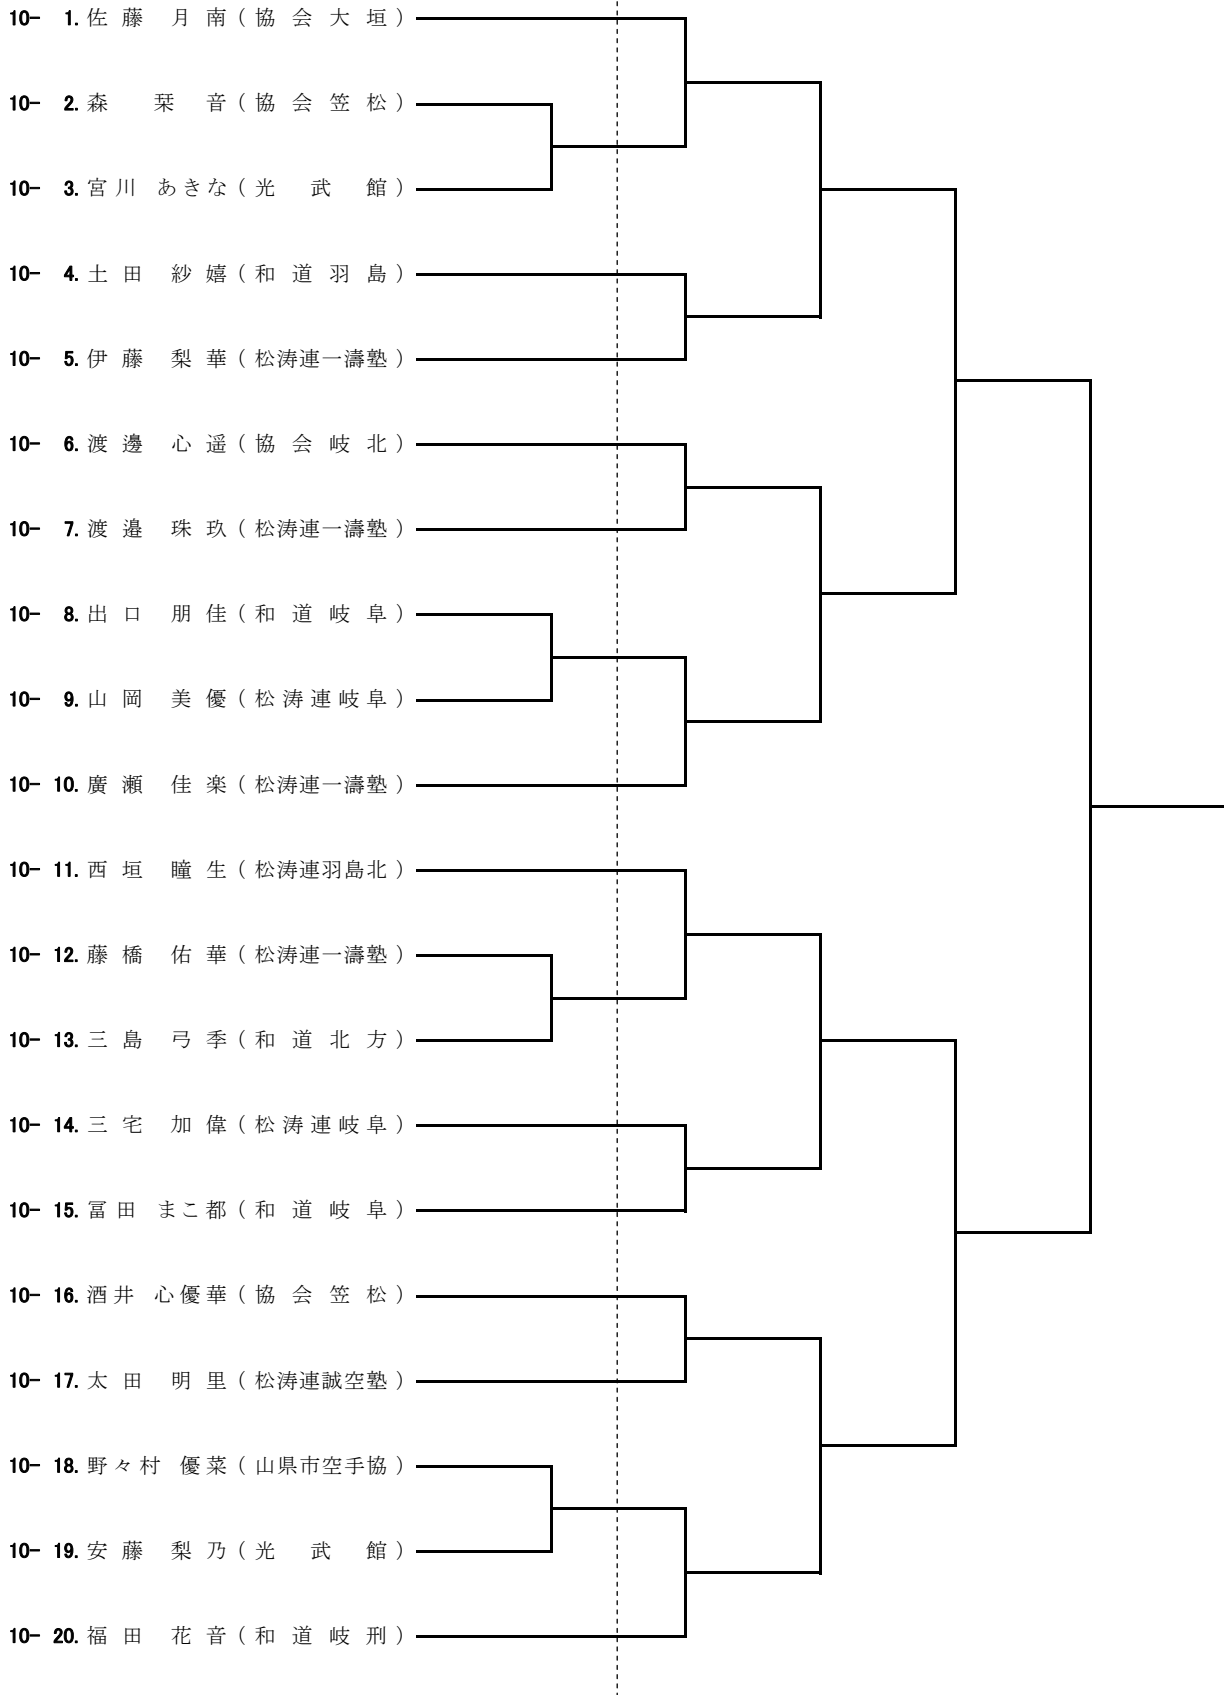 10- 1. 佐藤 月南(協会大垣)
10- 2. 森 栞音(協会笠松)
10- 3. 宮川 あきな(光武館)
10- 4. 土田 紗嬉(和道羽島)
10- 5. 伊藤 梨華(松涛連一濤塾)
10- 6. 渡邊 心遥(協会岐北)
10- 7. 渡邉 珠玖(松涛連一濤塾)
10- 8. 出口 朋佳(和道岐阜)
10- 9. 山岡 美優(松涛連岐阜)
10- 10. 廣瀬 佳楽(松涛連一濤塾)
10- 11. 西垣 瞳生(松涛連羽島北)
10- 12. 藤橋 佑華(松涛連一濤塾)
10- 13. 三島 弓季(和道北方)
10- 14. 三宅 加偉(松涛連岐阜)
10- 15. 冨田 まこ都(和道岐阜)
10- 16. 酒井 心優華(協会笠松)
10- 17. 太田 明里(松涛連誠空塾)
10- 18. 野々村 優菜(山県市空手協)
10- 19. 安藤 梨乃(光武館)
10- 20. 福田 花音(和道岐刑)